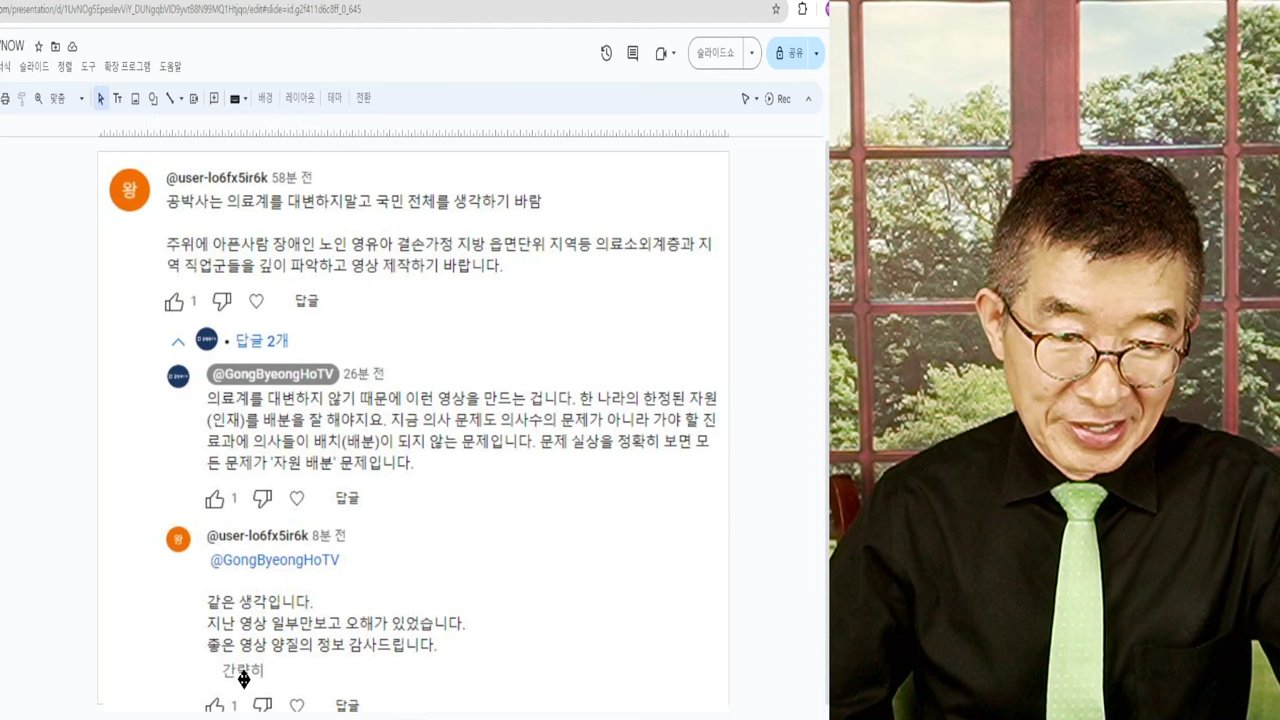 om/presentation/d/1UvNOg5EpeslevViY_DUNgqbVID9yvtB8N99MQ1Htjqo/edit#slide=id.g2f411d6c8ff_0_645
NOW
서식 슬라이드 정렬 도구 확장 프로그램 도움말
슬라이드쇼
공유
맞춤
배경 레이아웃 테마 전환
Rec
왕
@user-lo6fx5ir6k 58분 전
공박사는 의료계를 대변하지말고 국민 전체를 생각하기 바람
주위에 아픈사람 장애인 노인 영유아 결손가정 지방 읍면단위 지역등 의료소외계층과 지
역 직업군들을 깊이 파악하고 영상 제작하기 바랍니다.
1 답글
• 답글 2개
@GongByeongHoTV 26분 전
의료계를 대변하지 않기 때문에 이런 영상을 만드는 겁니다. 한 나라의 한정된 자원
(인재)를 배분을 잘 해야지요. 지금 의사 문제도 의사수의 문제가 아니라 가야 할 진
료과에 의사들이 배치(배분)이 되지 않는 문제입니다. 문제 실상을 정확히 보면 모
든 문제가 '자원 배분' 문제입니다.
1 답글
왕
@user-lo6fx5ir6k 8분 전
@GongByeongHoTV
같은 생각입니다.
지난 영상 일부만보고 오해가 있었습니다.
좋은 영상 양질의 정보 감사드립니다.
간략히
1 답글